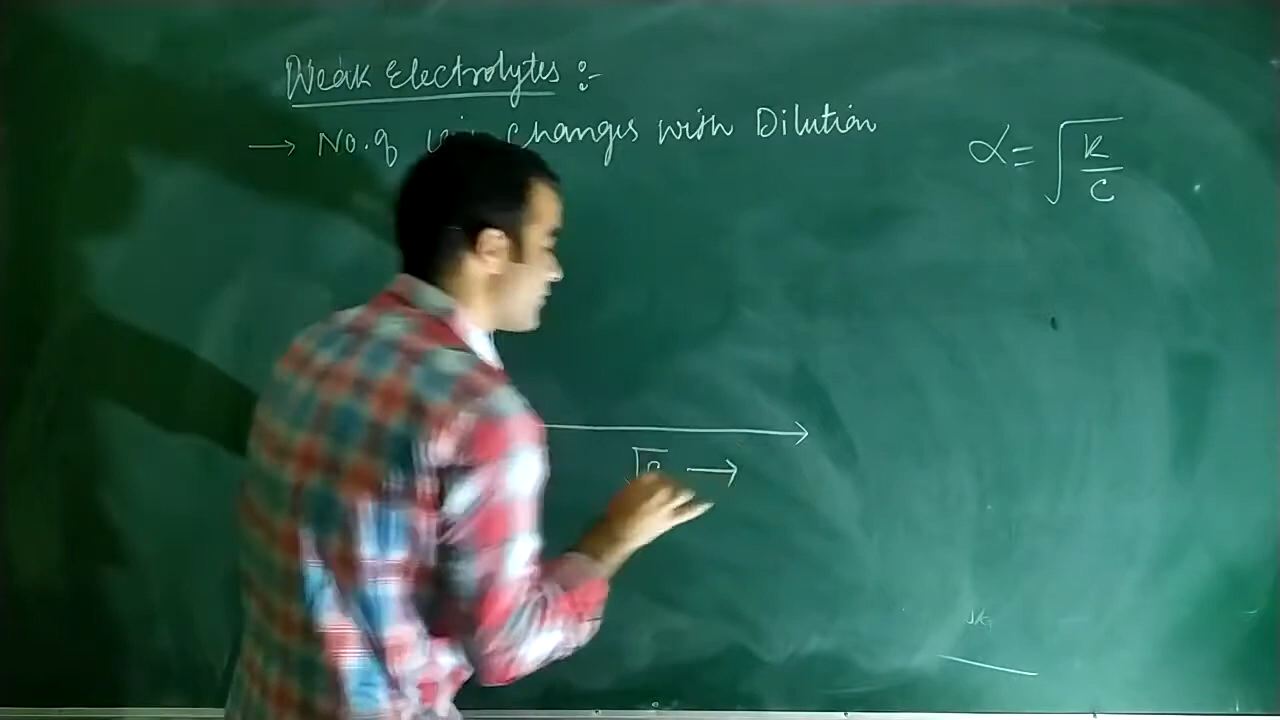 Weak Electrolytes :-
→ No. of changes with Dilution
α = √(K/C)
√C →